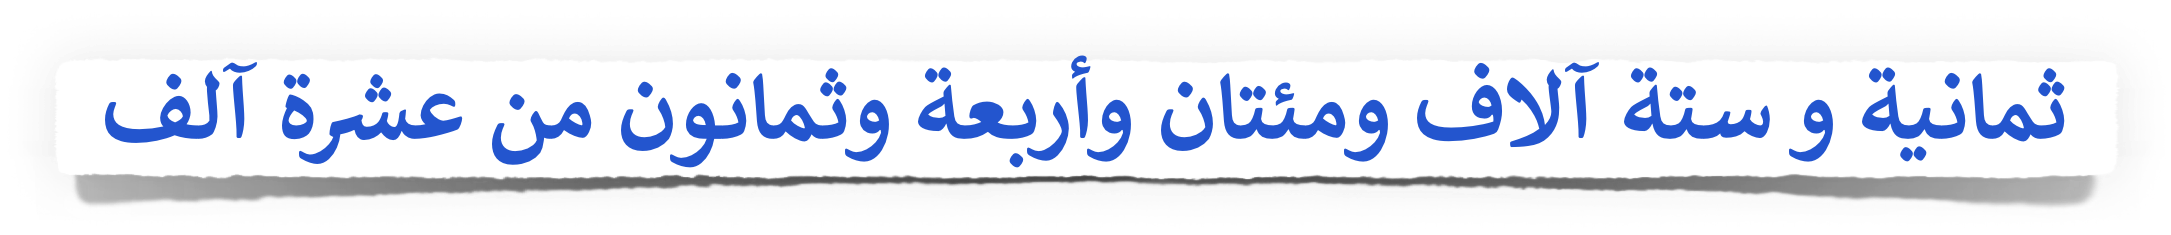 ثمانية و ستة آلاف ومئتان وأربعة وثمانون من عشرة آلف